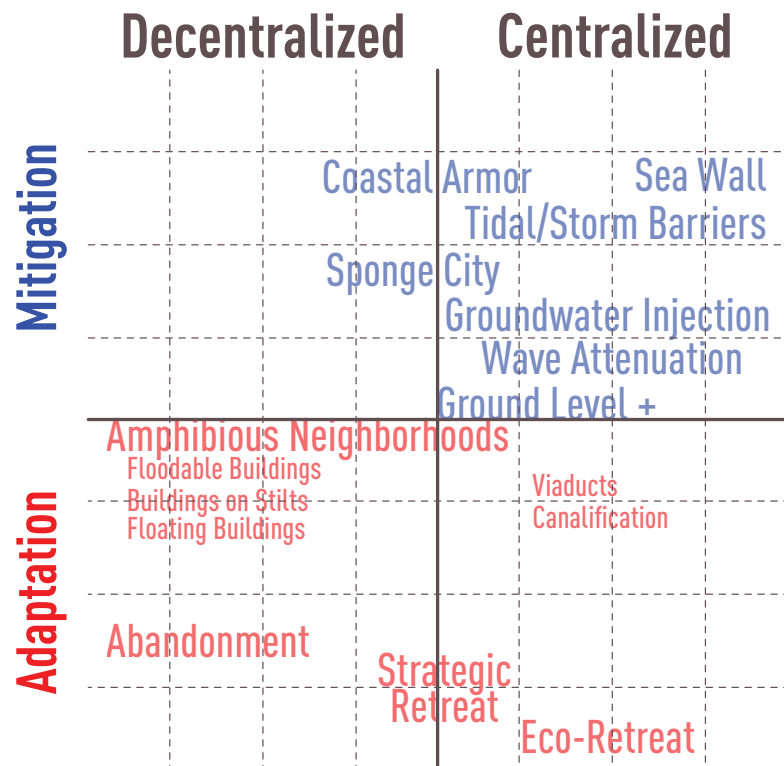 Decentralized Centralized
Mitigation
Coastal Armor Sea Wall
Tidal/Storm Barriers
Sponge City
Groundwater Injection
Wave Attenuation
Ground Level +
Adaptation
Amphibious Neighborhoods
Floodable Buildings
Buildings on Stilts
Floating Buildings
Viaducts
Canalification
Abandonment
Strategic
Retreat
Eco-Retreat